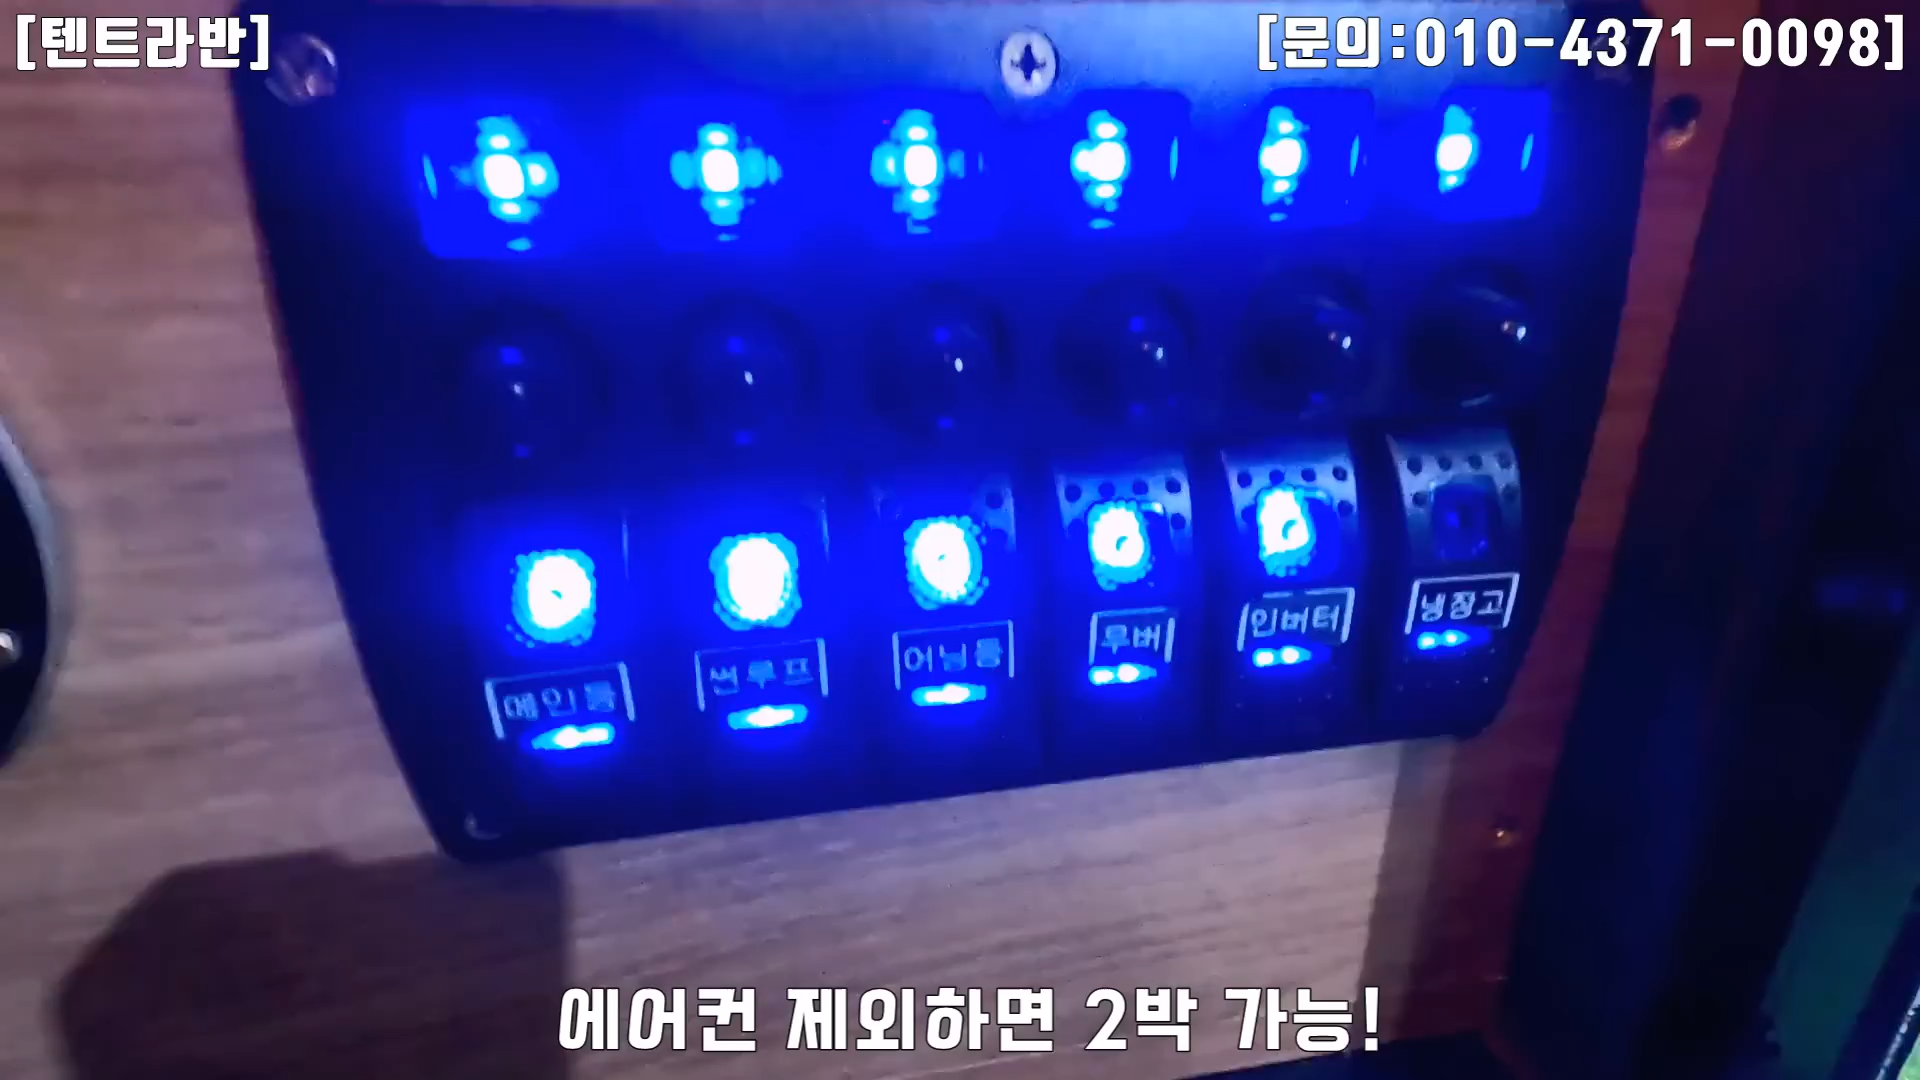 [텐트라반]
[문의:010-4371-0098]
메인등
썬루프
어닝등
무버
인버터
냉장고
에어컨 제외하면 2박 가능!